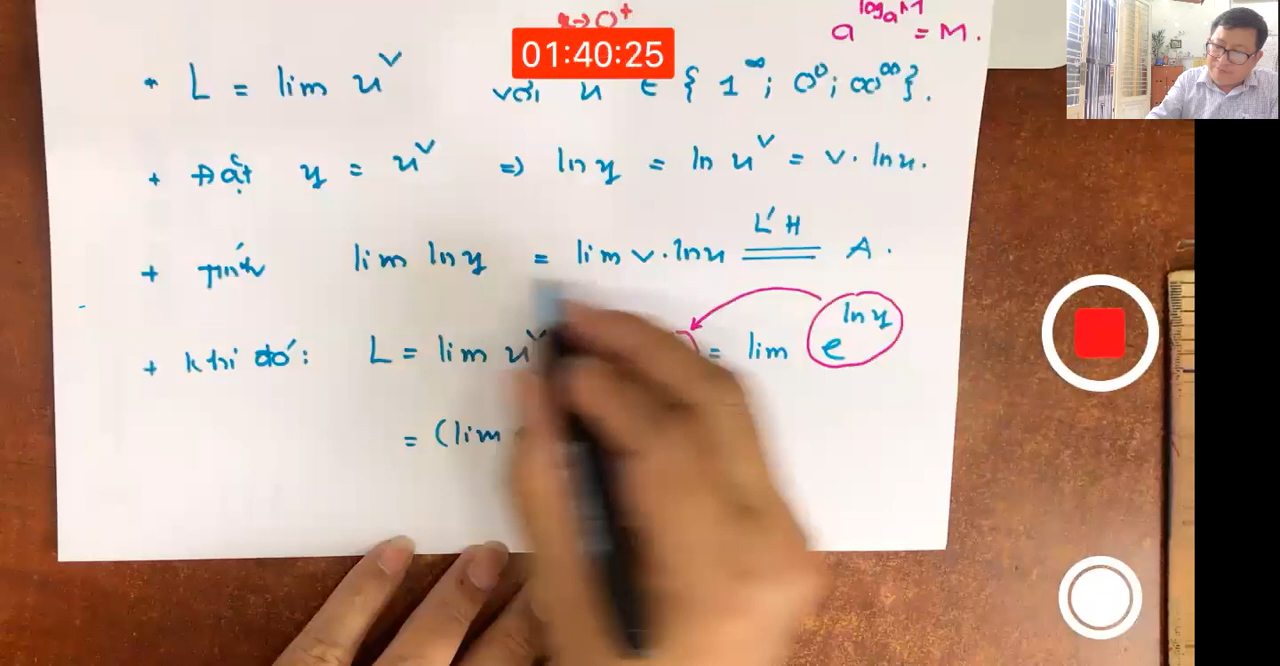 x→0⁺
a^{log_a M} = M.
01:40:25
* L = lim u^v với u ∈ { 1^∞; 0^0; ∞^∞}.
+ Đặt y = u^v ⇒ ln y = ln u^v = v. ln u.
+ Tính lim ln y = lim v. ln u L'H A.
+ Khi đó: L = lim u^v = lim e^{ln y}
= (lim